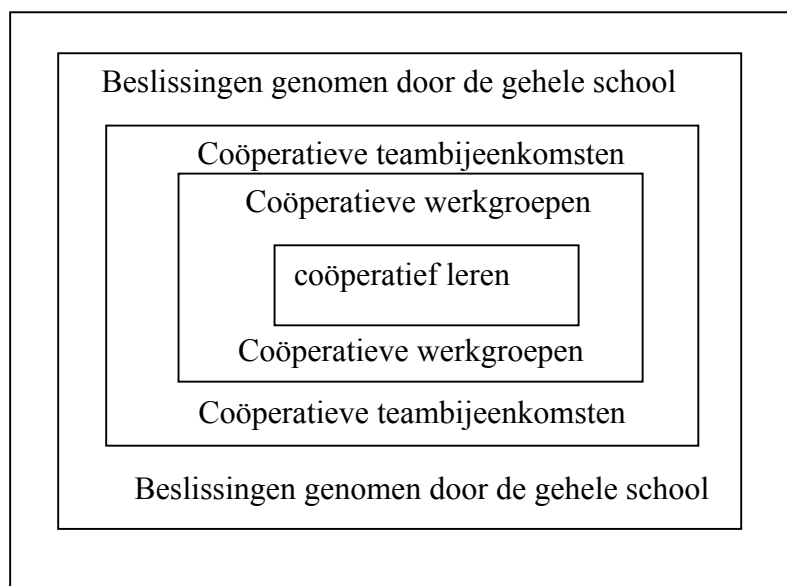 Beslissingen genomen door de gehele school
Coöperatieve teambijeenkomsten
Coöperatieve werkgroepen
coöperatief leren
Coöperatieve werkgroepen
Coöperatieve teambijeenkomsten
Beslissingen genomen door de gehele school